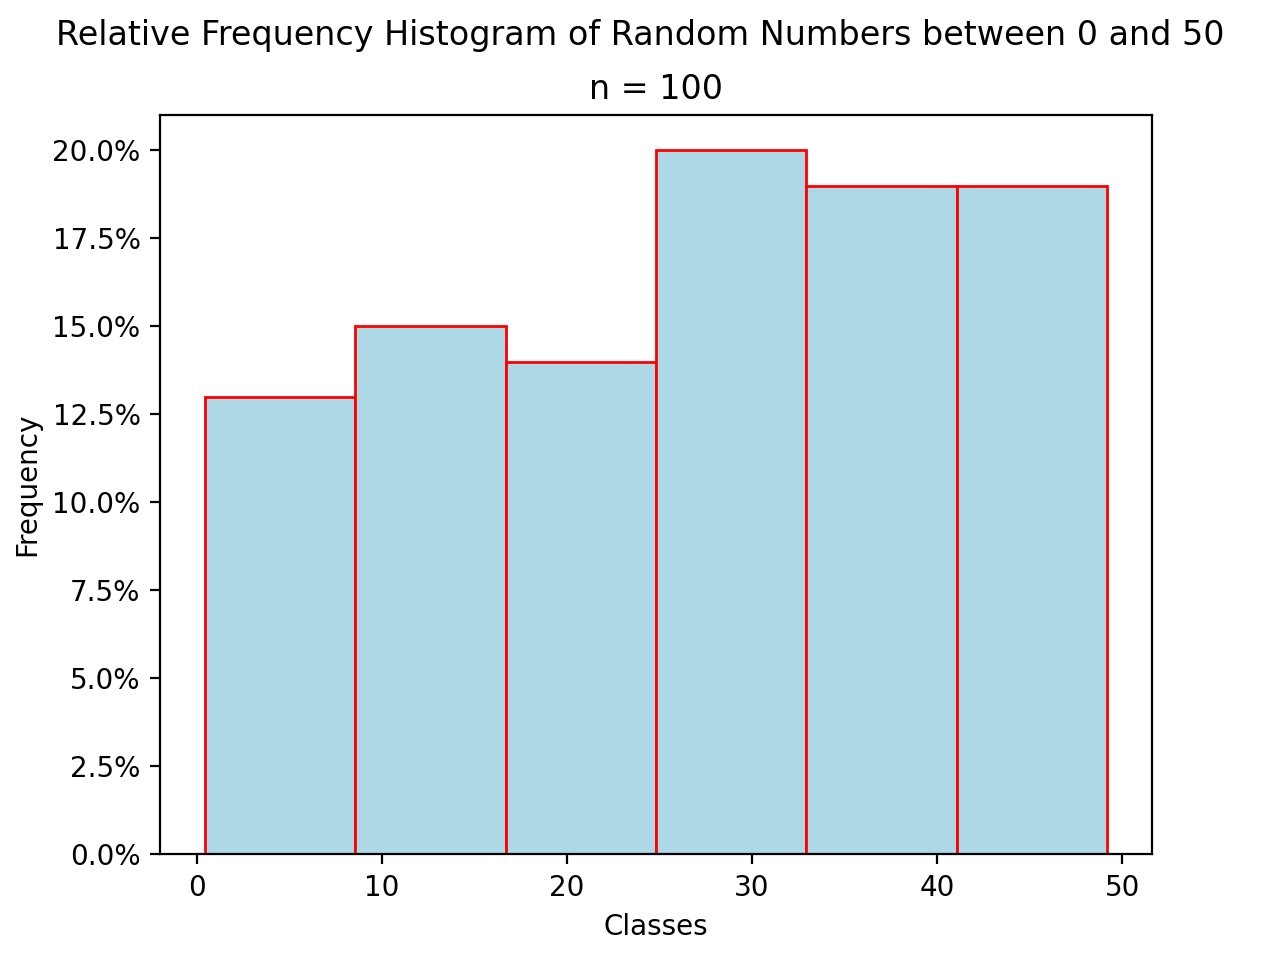 Relative Frequency Histogram of Random Numbers between 0 and 50
n = 100
20.0%
17.5%
15.0%
12.5%
10.0%
7.5%
5.0%
2.5%
0.0%
Frequency
0 10 20 30 40 50
Classes